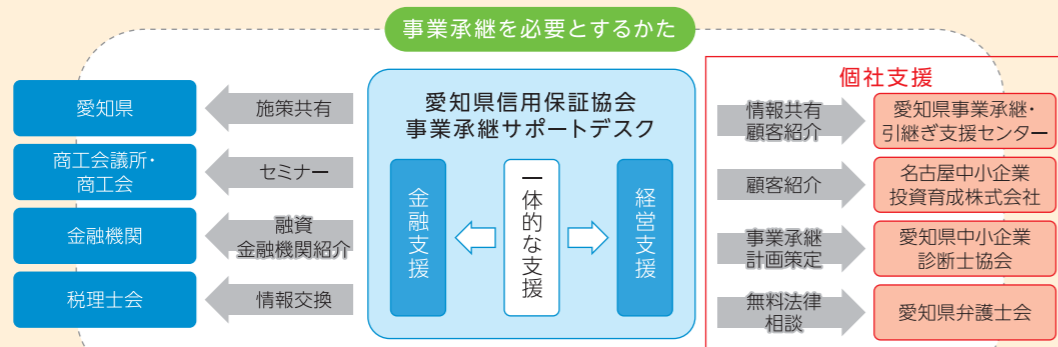 事業承継を必要とするかた
愛知県
施策共有
商工会議所・
商工会
セミナー
金融機関
融資
金融機関紹介
税理士会
情報交換
愛知県信用保証協会
事業承継サポートデスク
金融支援
一体的な支援
経営支援
個社支援
情報共有
顧客紹介
愛知県事業承継・
引継ぎ支援センター
顧客紹介
名古屋中小企業
投資育成株式会社
事業承継
計画策定
愛知県中小企業
診断士協会
無料法律
相談
愛知県弁護士会